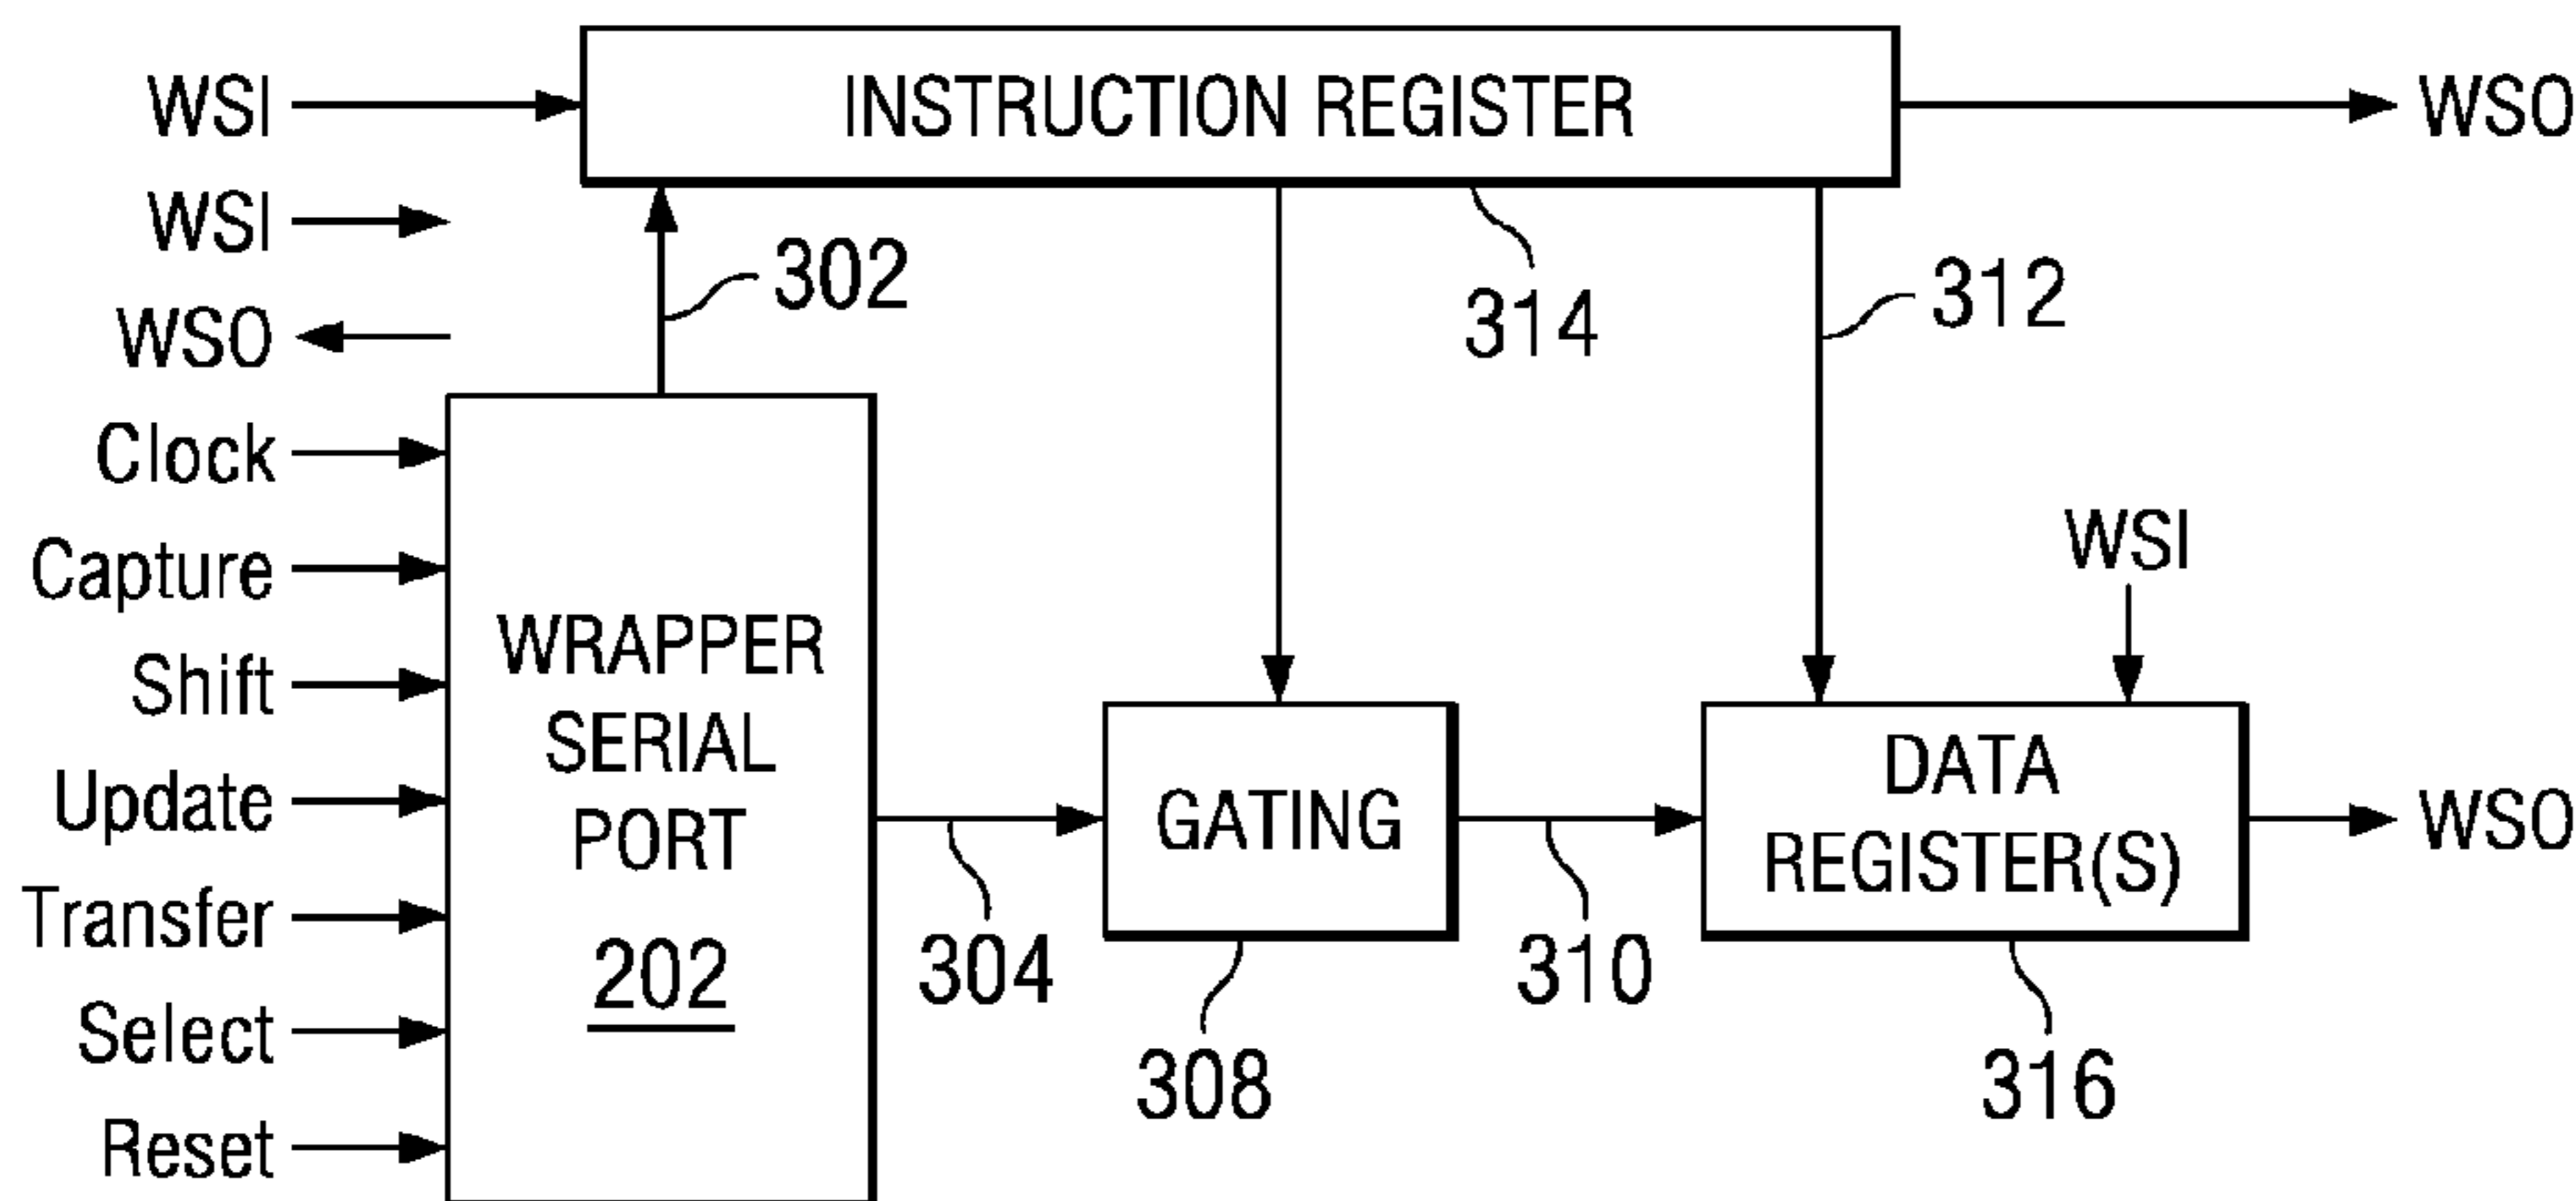 WSI
INSTRUCTION REGISTER
WSO
WSI
302
314
312
WSO
Clock
Capture
Shift
Update
Transfer
Select
Reset
WRAPPER
SERIAL
PORT
202
304
GATING
308
310
WSI
DATA
REGISTER(S)
316
WSO